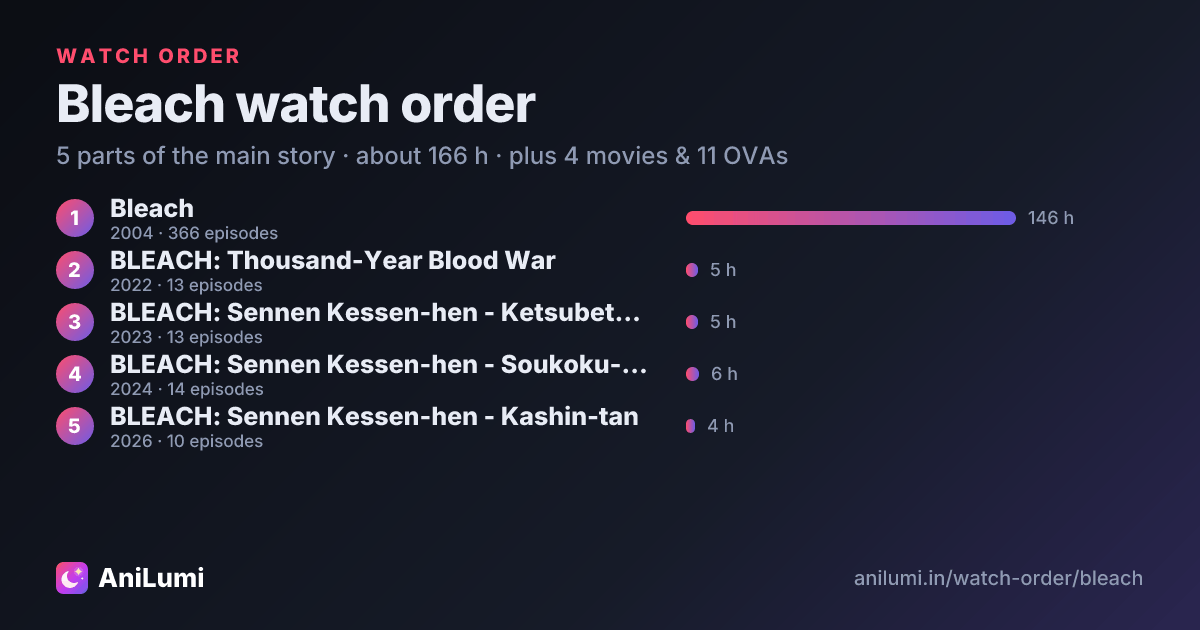 WATCH ORDER
Bleach watch order
5 parts of the main story · about 166 h · plus 4 movies & 11 OVAs
1 Bleach 146 h
2004 · 366 episodes
2 BLEACH: Thousand-Year Blood War 5 h
2022 · 13 episodes
3 BLEACH: Sennen Kessen-hen - Ketsubet... 5 h
2023 · 13 episodes
4 BLEACH: Sennen Kessen-hen - Soukoku-... 6 h
2024 · 14 episodes
5 BLEACH: Sennen Kessen-hen - Kashin-tan 4 h
2026 · 10 episodes
AniLumi anilumi.in/watch-order/bleach